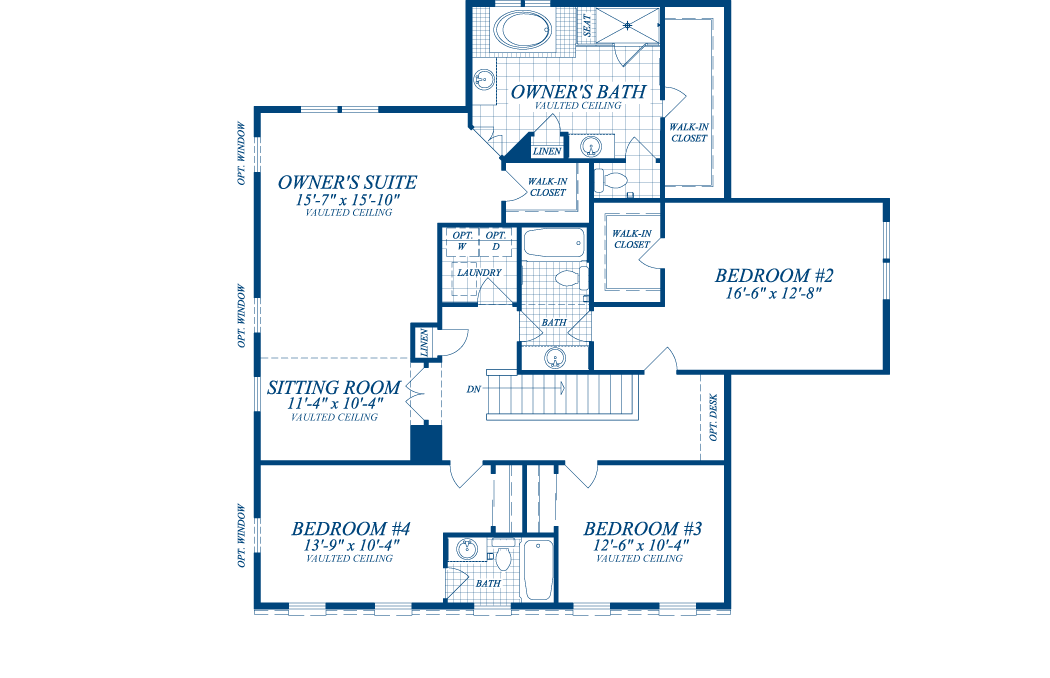 SEAT
OWNER'S BATH
VAULTED CEILING
WALK-IN
CLOSET
LINEN
OPT. WINDOW
OWNER'S SUITE
15'-7" x 15'-10"
VAULTED CEILING
WALK-IN
CLOSET
OPT.
W
OPT.
D
LAUNDRY
WALK-IN
CLOSET
BEDROOM #2
16'-6" x 12'-8"
OPT. WINDOW
BATH
LINEN
SITTING ROOM
11'-4" x 10'-4"
VAULTED CEILING
DN
OPT. DESK
OPT. WINDOW
BEDROOM #4
13'-9" x 10'-4"
VAULTED CEILING
BEDROOM #3
12'-6" x 10'-4"
VAULTED CEILING
BATH